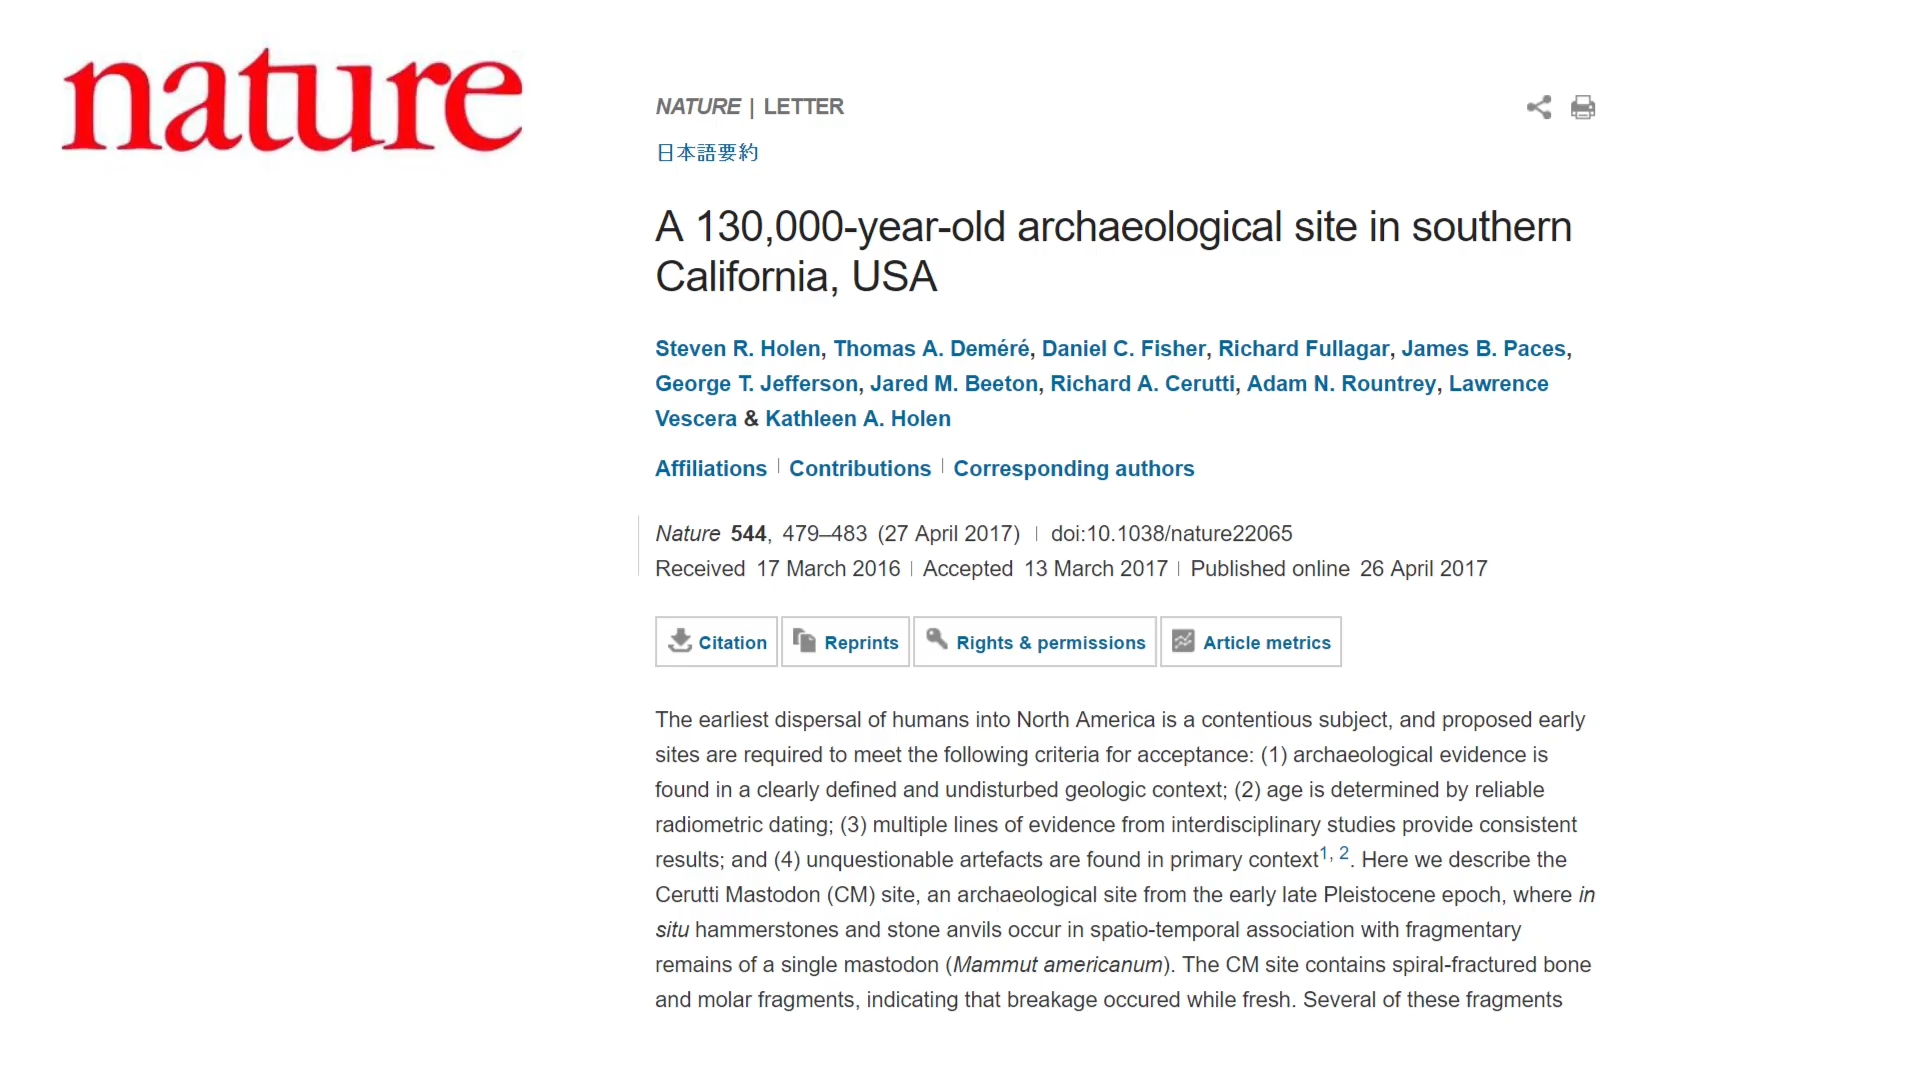 nature
NATURE | LETTER
日本語要約
A 130,000-year-old archaeological site in southern
California, USA
Steven R. Holen, Thomas A. Deméré, Daniel C. Fisher, Richard Fullagar, James B. Paces,
George T. Jefferson, Jared M. Beeton, Richard A. Cerutti, Adam N. Rountrey, Lawrence
Vescera & Kathleen A. Holen
Affiliations | Contributions | Corresponding authors
Nature 544, 479–483 (27 April 2017) | doi:10.1038/nature22065
Received 17 March 2016 | Accepted 13 March 2017 | Published online 26 April 2017
Citation Reprints Rights & permissions Article metrics
The earliest dispersal of humans into North America is a contentious subject, and proposed early
sites are required to meet the following criteria for acceptance: (1) archaeological evidence is
found in a clearly defined and undisturbed geologic context; (2) age is determined by reliable
radiometric dating; (3) multiple lines of evidence from interdisciplinary studies provide consistent
results; and (4) unquestionable artefacts are found in primary context1, 2. Here we describe the
Cerutti Mastodon (CM) site, an archaeological site from the early late Pleistocene epoch, where in
situ hammerstones and stone anvils occur in spatio-temporal association with fragmentary
remains of a single mastodon (Mammut americanum). The CM site contains spiral-fractured bone
and molar fragments, indicating that breakage occured while fresh. Several of these fragments